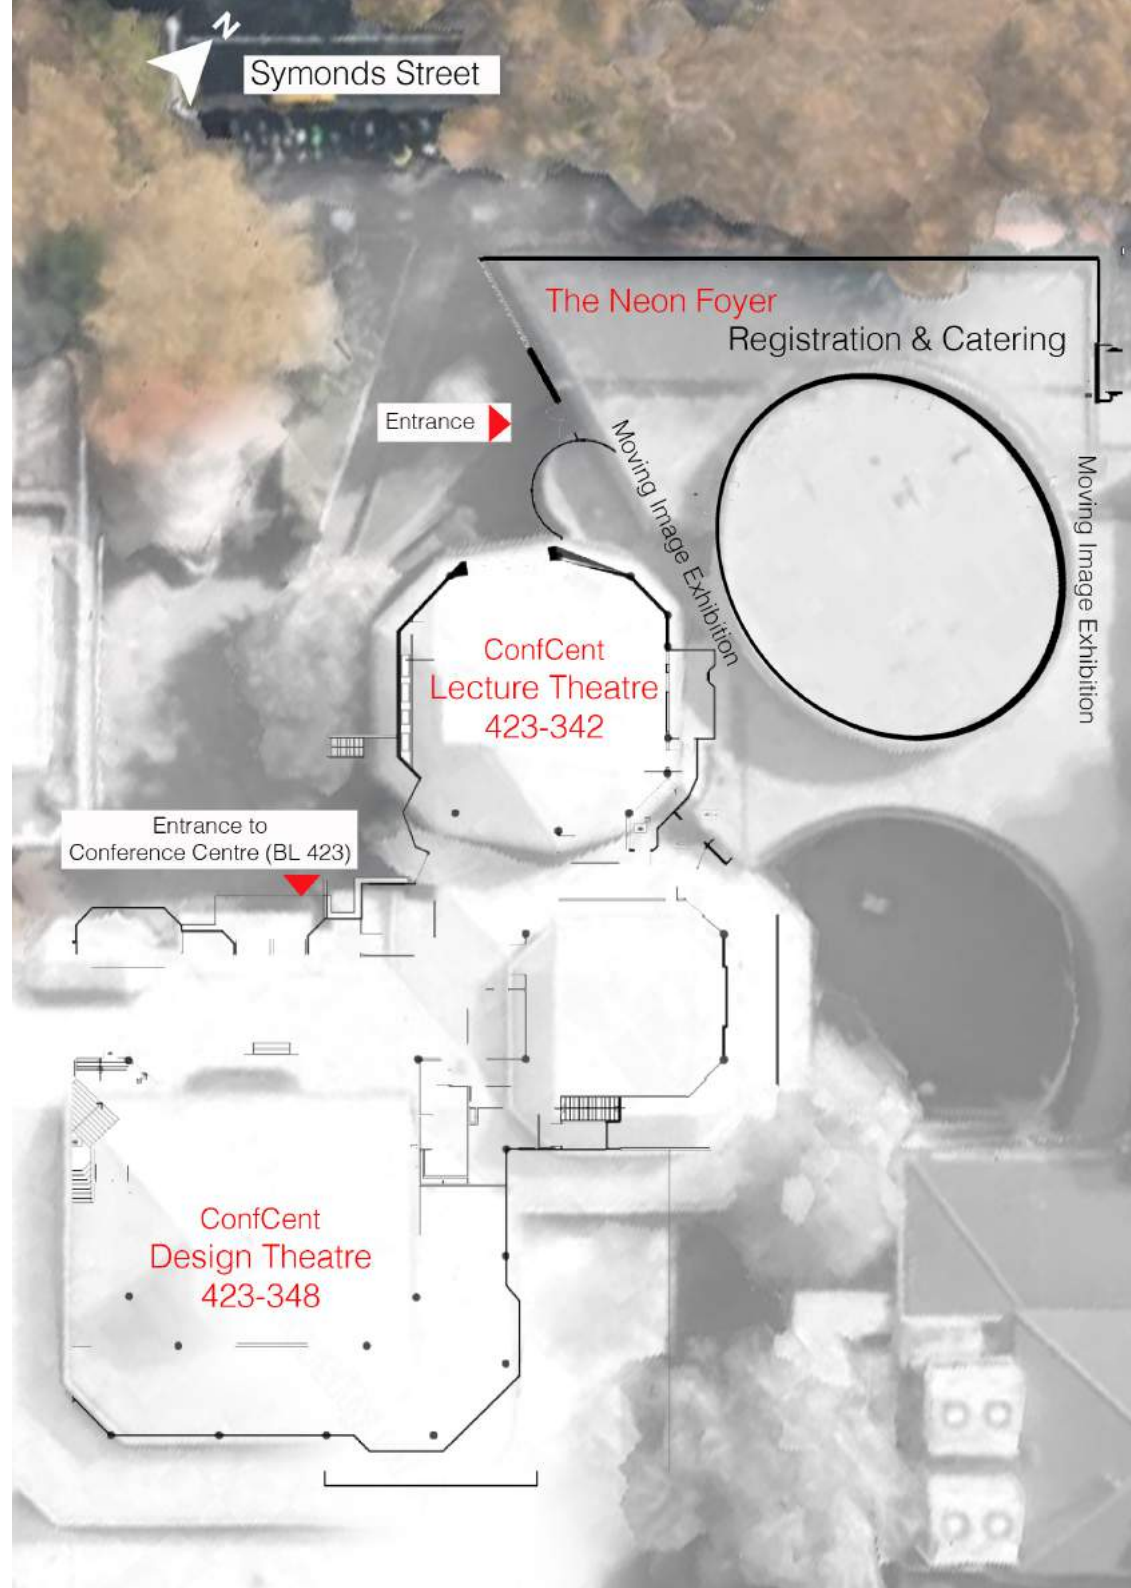 N
Symonds Street
The Neon Foyer
Registration & Catering
Entrance
Moving Image Exhibition
Moving Image Exhibition
ConfCent
Lecture Theatre
423-342
Entrance to
Conference Centre (BL 423)
ConfCent
Design Theatre
423-348